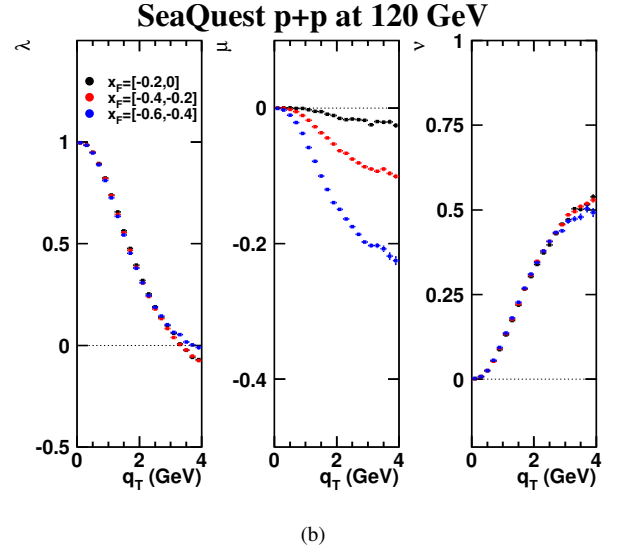 SeaQuest p+p at 120 GeV
λ
μ
ν
x_F=[-0.2,0]
x_F=[-0.4,-0.2]
x_F=[-0.6,-0.4]
1
0.5
0
-0.5
0
-0.2
-0.4
1
0.75
0.5
0.25
0
0 2 4
0 2 4
0 2 4
q_T (GeV)
q_T (GeV)
q_T (GeV)
(b)